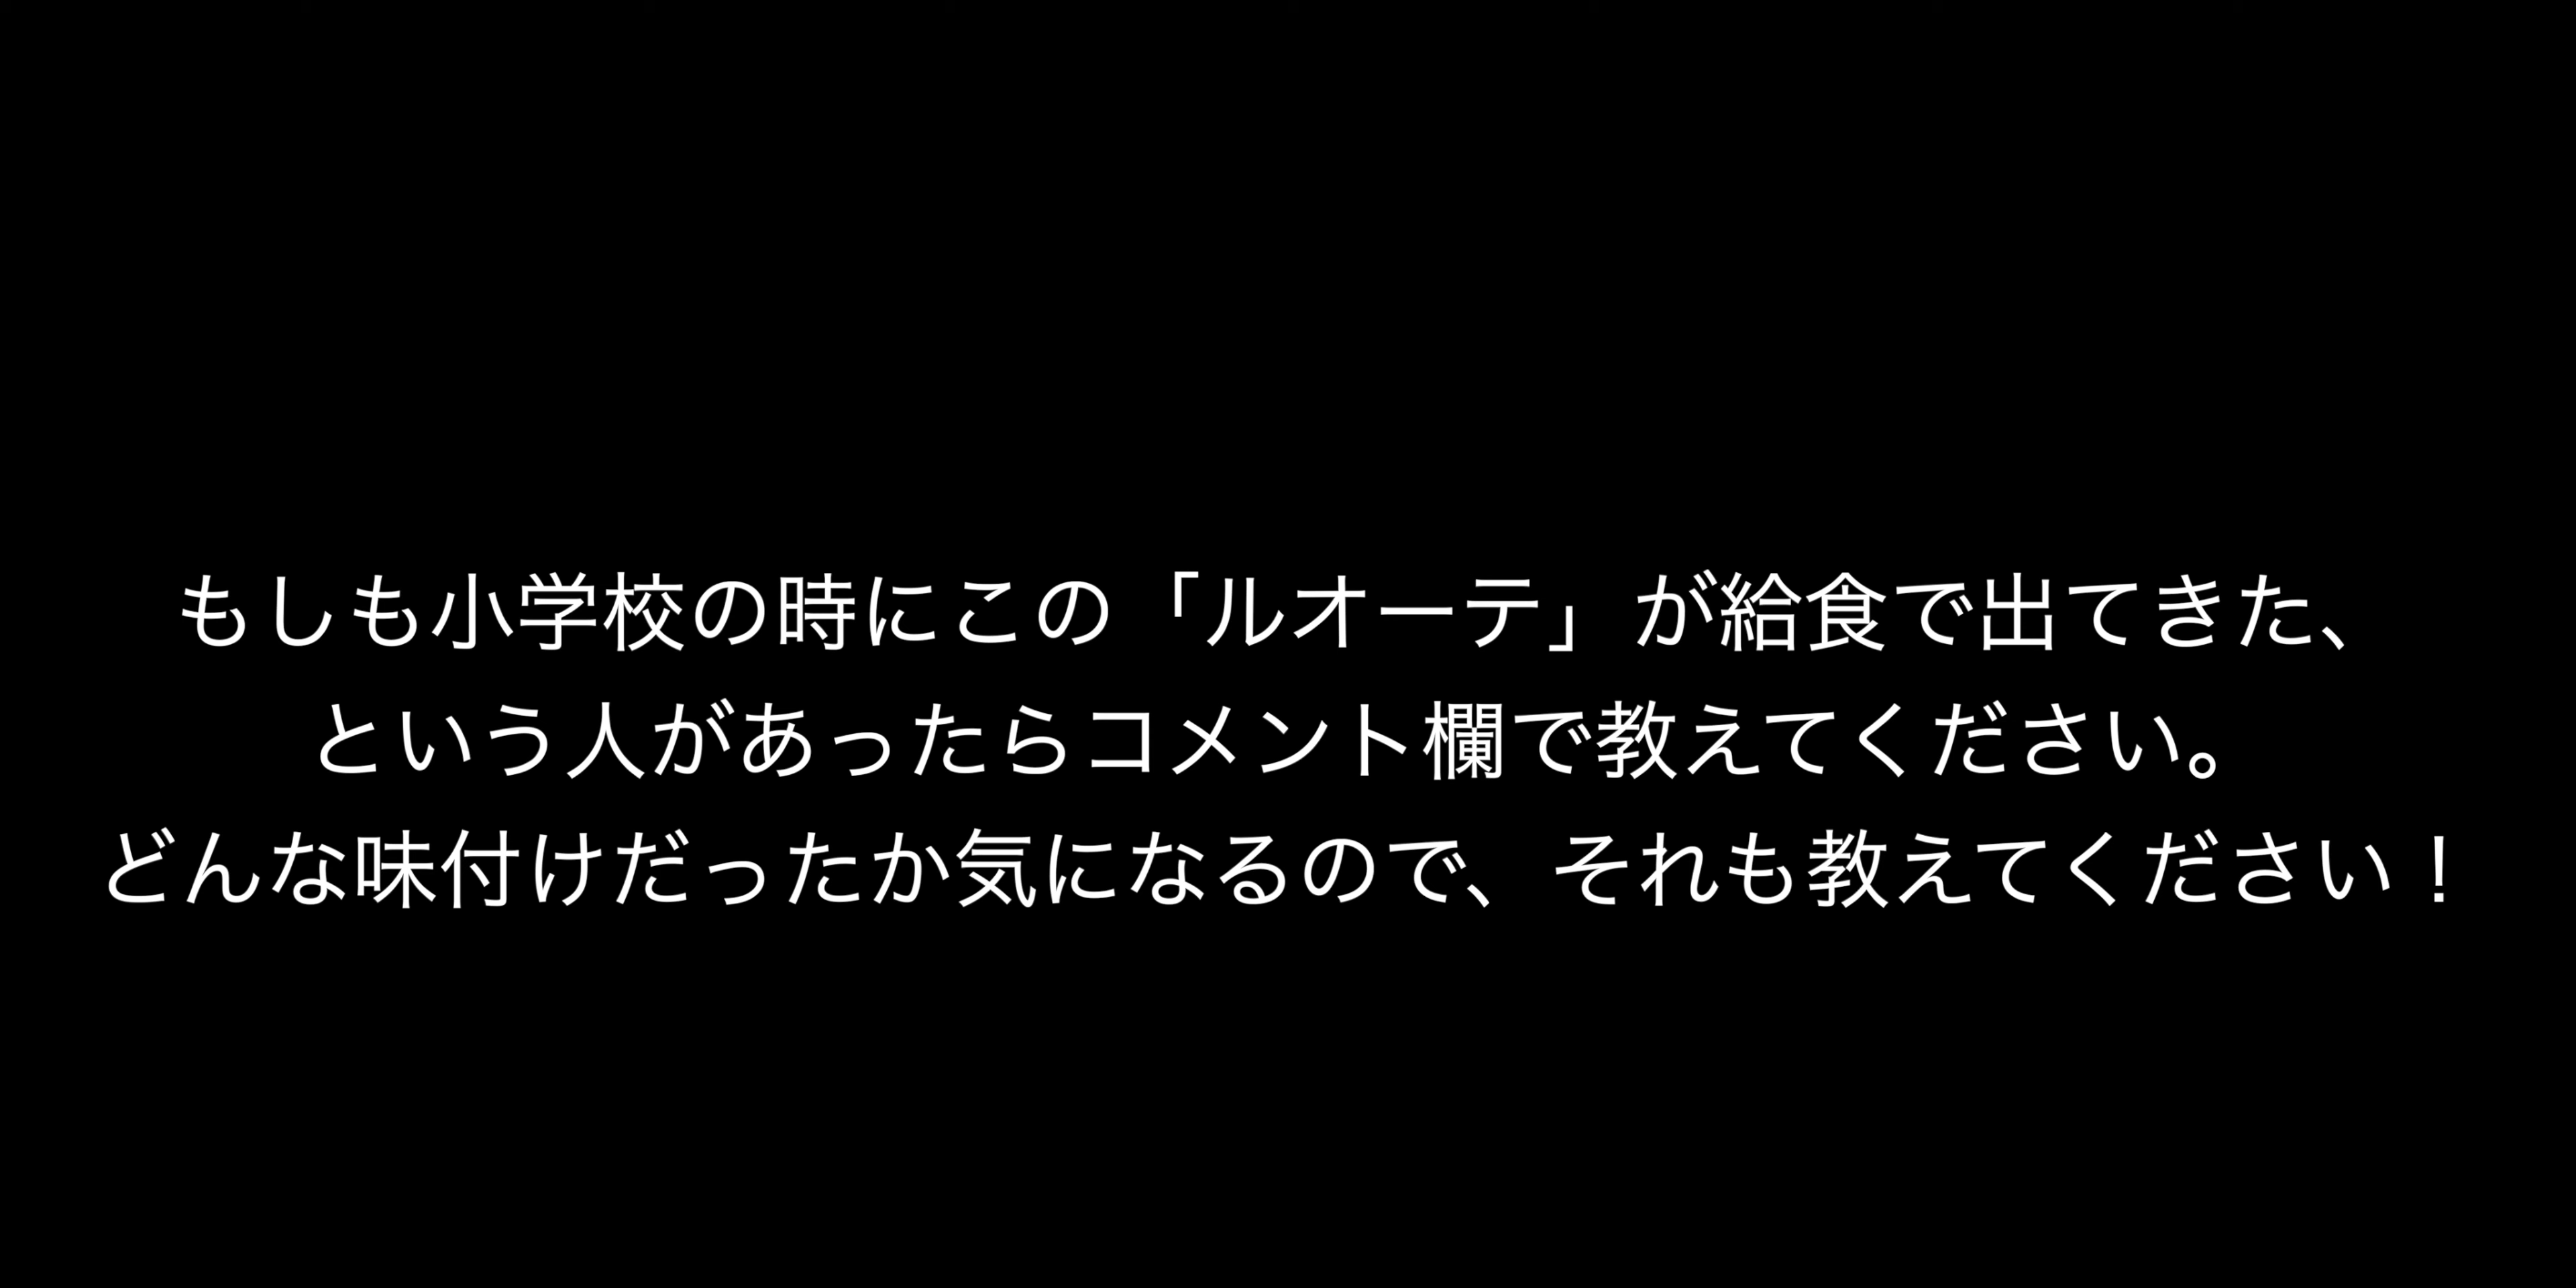 もしも小学校の時にこの「ルオーテ」が給食で出てきた、
という人があったらコメント欄で教えてください。
どんな味付けだったか気になるので、それも教えてください！